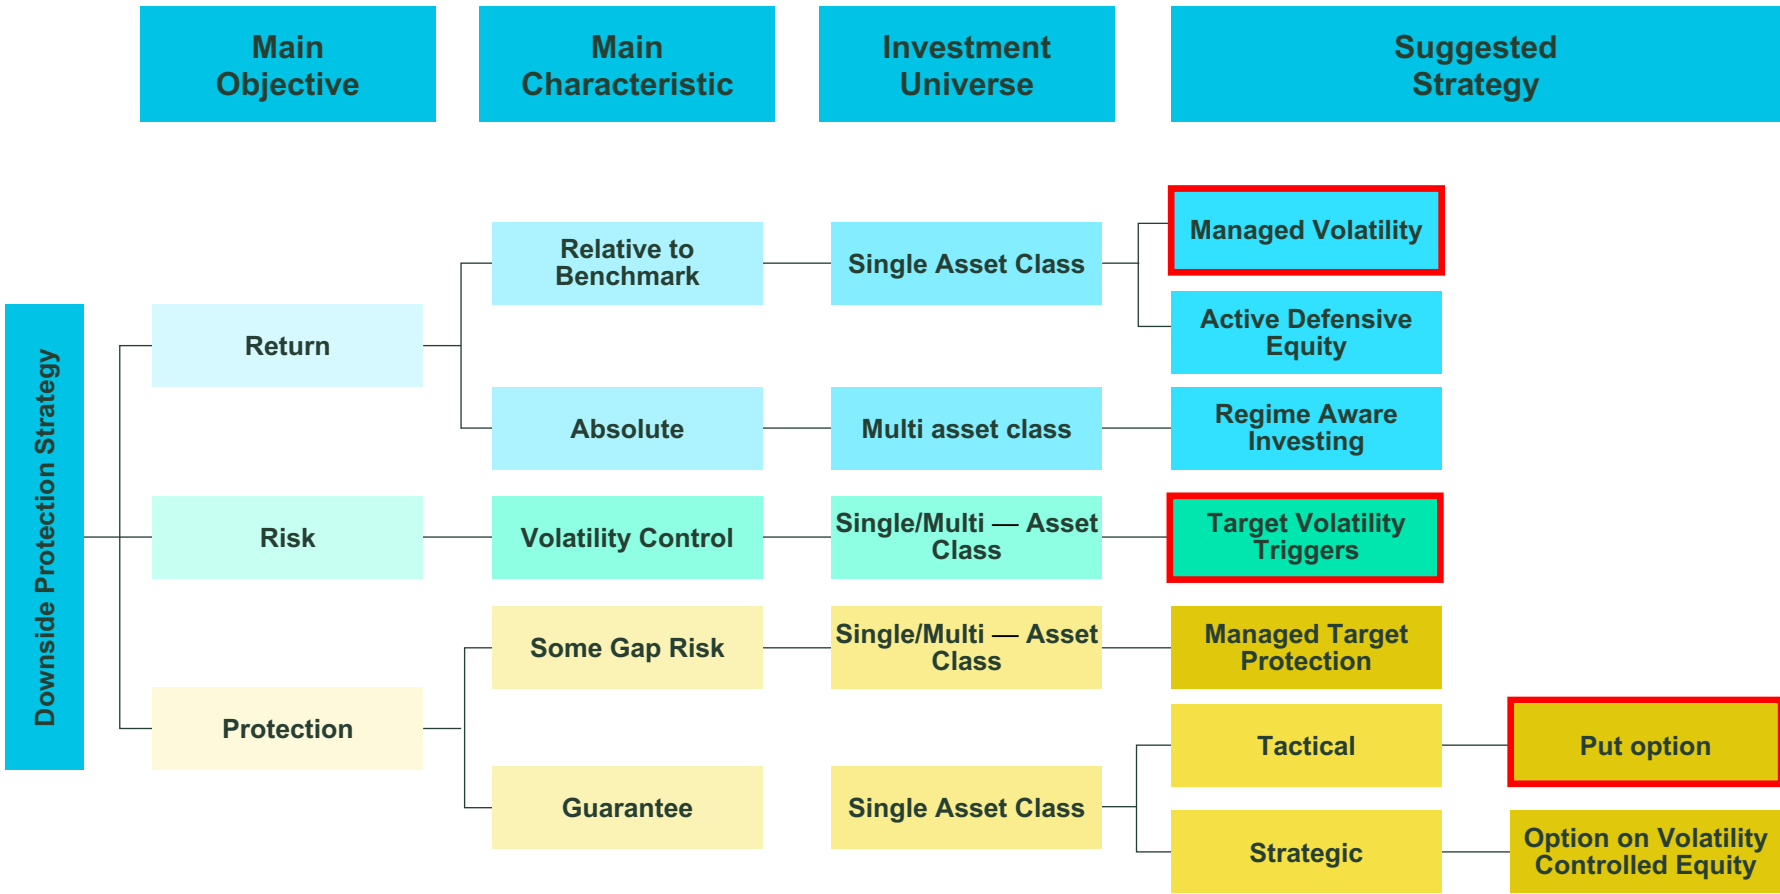 Main
Objective
Main
Characteristic
Investment
Universe
Suggested
Strategy
Downside Protection Strategy
Return
Relative to
Benchmark
Single Asset Class
Managed Volatility
Active Defensive
Equity
Absolute
Multi asset class
Regime Aware
Investing
Risk
Volatility Control
Single/Multi — Asset
Class
Target Volatility
Triggers
Protection
Some Gap Risk
Single/Multi — Asset
Class
Managed Target
Protection
Guarantee
Single Asset Class
Tactical
Put option
Strategic
Option on Volatility
Controlled Equity